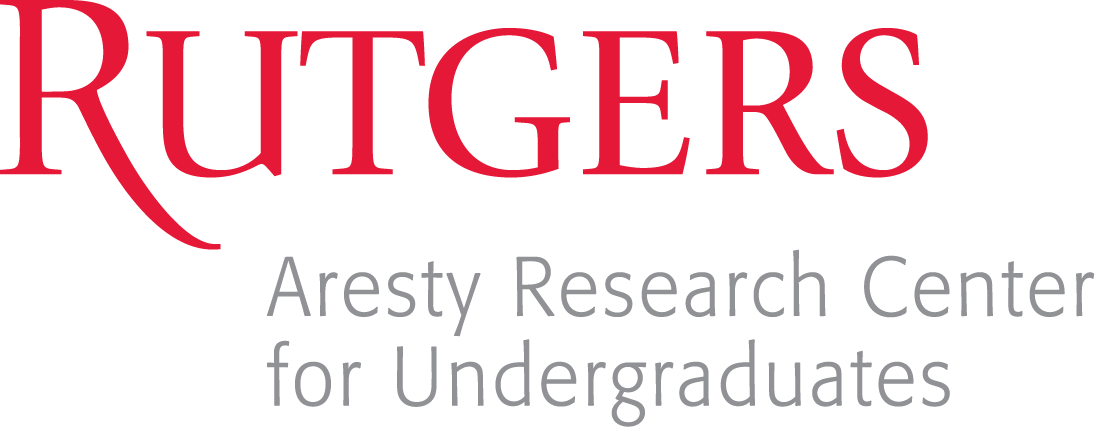 RUTGERS
Aresty Research Center
for Undergraduates